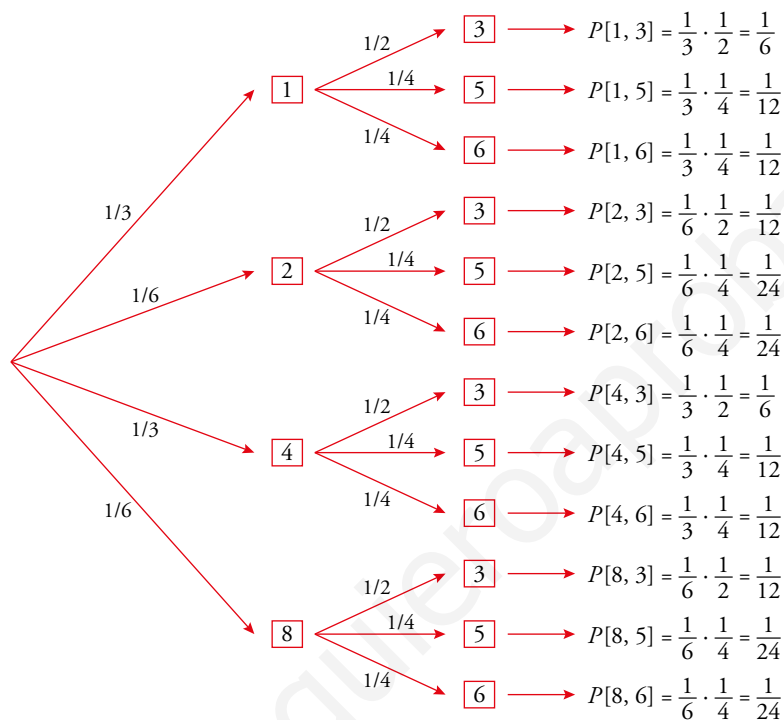 1/2 3 P[1, 3] = 1/3 · 1/2 = 1/6
1 1/4 5 P[1, 5] = 1/3 · 1/4 = 1/12
1/4 6 P[1, 6] = 1/3 · 1/4 = 1/12
1/3
1/2 3 P[2, 3] = 1/6 · 1/2 = 1/12
2 1/4 5 P[2, 5] = 1/6 · 1/4 = 1/24
1/6
1/4 6 P[2, 6] = 1/6 · 1/4 = 1/24
1/2 3 P[4, 3] = 1/3 · 1/2 = 1/6
1/3
4 1/4 5 P[4, 5] = 1/3 · 1/4 = 1/12
1/4 6 P[4, 6] = 1/3 · 1/4 = 1/12
1/6
1/2 3 P[8, 3] = 1/6 · 1/2 = 1/12
8 1/4 5 P[8, 5] = 1/6 · 1/4 = 1/24
1/4 6 P[8, 6] = 1/6 · 1/4 = 1/24